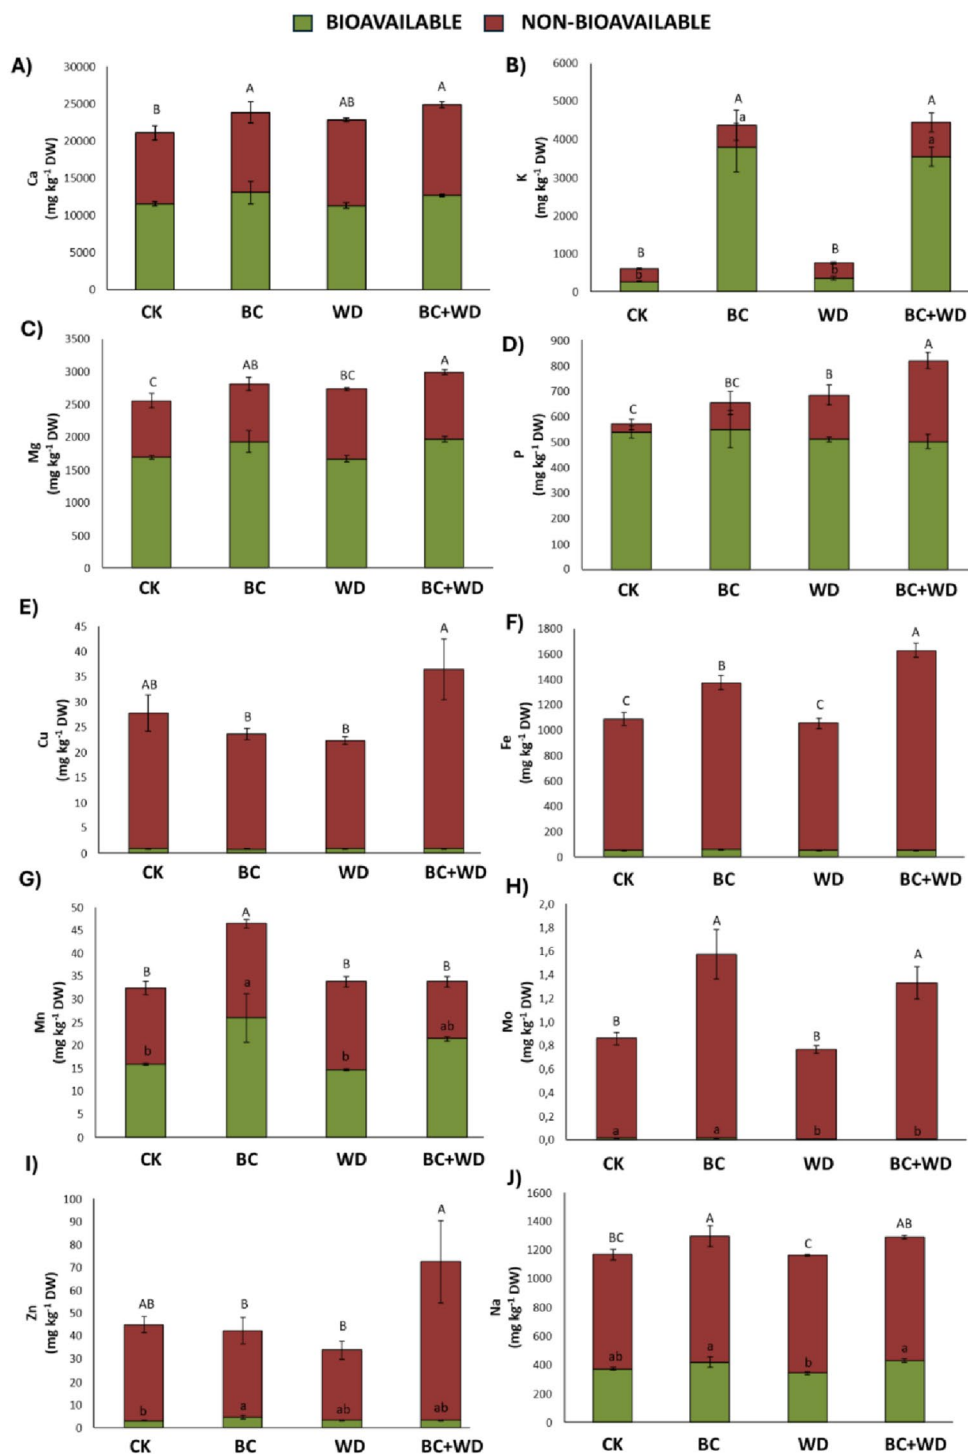 BIOAVAILABLE NON-BIOAVAILABLE
A)
30000
25000
20000
15000
10000
5000
0
Ca
(mg kg-1 DW)
B
A
AB
A
CK BC WD BC+WD
B)
6000
5000
4000
3000
2000
1000
0
K
(mg kg-1 DW)
B
b
A
a
B
b
A
a
CK BC WD BC+WD
C)
3500
3000
2500
2000
1500
1000
500
0
Mg
(mg kg-1 DW)
C
AB
BC
A
CK BC WD BC+WD
D)
900
800
700
600
500
400
300
200
100
0
P
(mg kg-1 DW)
C
BC
B
A
CK BC WD BC+WD
E)
45
40
35
30
25
20
15
10
5
0
Cu
(mg kg-1 DW)
AB
B
B
A
CK BC WD BC+WD
F)
1800
1600
1400
1200
1000
800
600
400
200
0
Fe
(mg kg-1 DW)
C
B
C
A
CK BC WD BC+WD
G)
50
45
40
35
30
25
20
15
10
5
0
Mn
(mg kg-1 DW)
B
b
A
a
B
b
B
ab
CK BC WD BC+WD
H)
2,0
1,8
1,6
1,4
1,2
1,0
0,8
0,6
0,4
0,2
0,0
Mo
(mg kg-1 DW)
B
a
A
a
B
b
A
b
CK BC WD BC+WD
I)
100
90
80
70
60
50
40
30
20
10
0
Zn
(mg kg-1 DW)
AB
b
B
a
B
ab
A
ab
CK BC WD BC+WD
J)
1600
1400
1200
1000
800
600
400
200
0
Na
(mg kg-1 DW)
BC
ab
A
a
C
b
AB
a
CK BC WD BC+WD